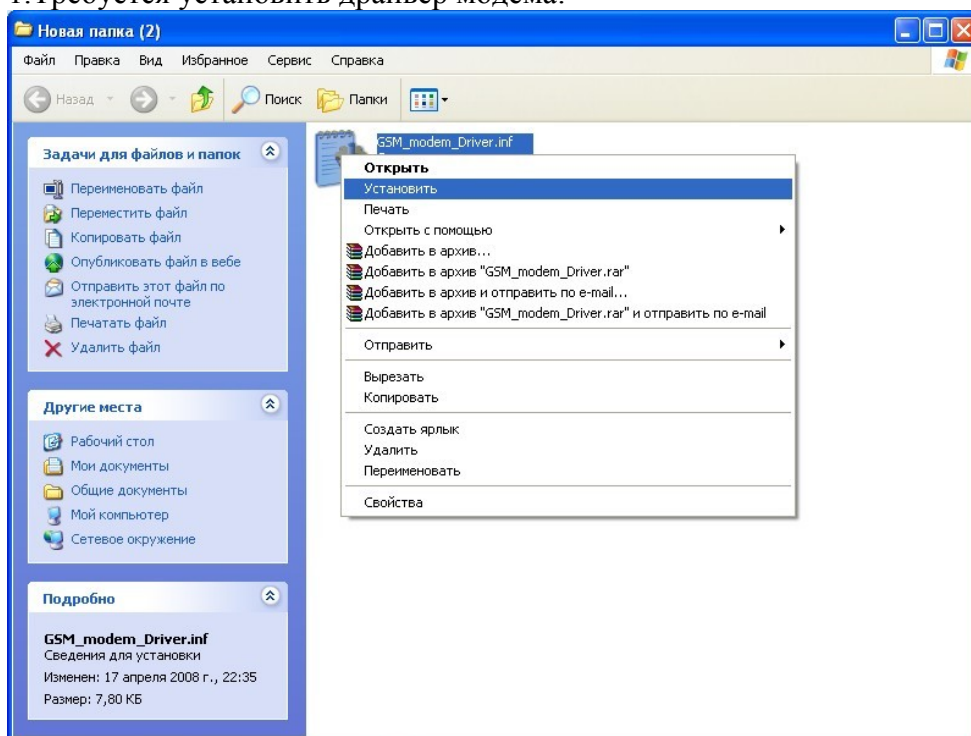 1.Требуется установить драйвер модема.
Новая папка (2)
Файл Правка Вид Избранное Сервис Справка
Назад Поиск Папки
Задачи для файлов и папок
Переименовать файл
Переместить файл
Копировать файл
Опубликовать файл в вебе
Отправить этот файл по
электронной почте
Печатать файл
Удалить файл
Другие места
Рабочий стол
Мои документы
Общие документы
Мой компьютер
Сетевое окружение
Подробно
GSM_modem_Driver.inf
Сведения для установки
Изменен: 17 апреля 2008 г., 22:35
Размер: 7,80 КБ
GSM_modem_Driver.inf
Открыть
Установить
Печать
Открыть с помощью
Добавить в архив...
Добавить в архив "GSM_modem_Driver.rar"
Добавить в архив и отправить по e-mail...
Добавить в архив "GSM_modem_Driver.rar" и отправить по e-mail
Отправить
Вырезать
Копировать
Создать ярлык
Удалить
Переименовать
Свойства